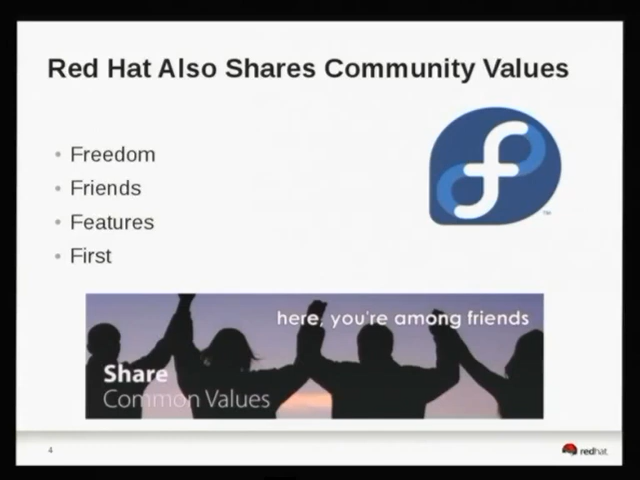 Red Hat Also Shares Community Values
• Freedom
• Friends
• Features
• First
here, you're among friends
Share
Common Values
4
redhat.
TM